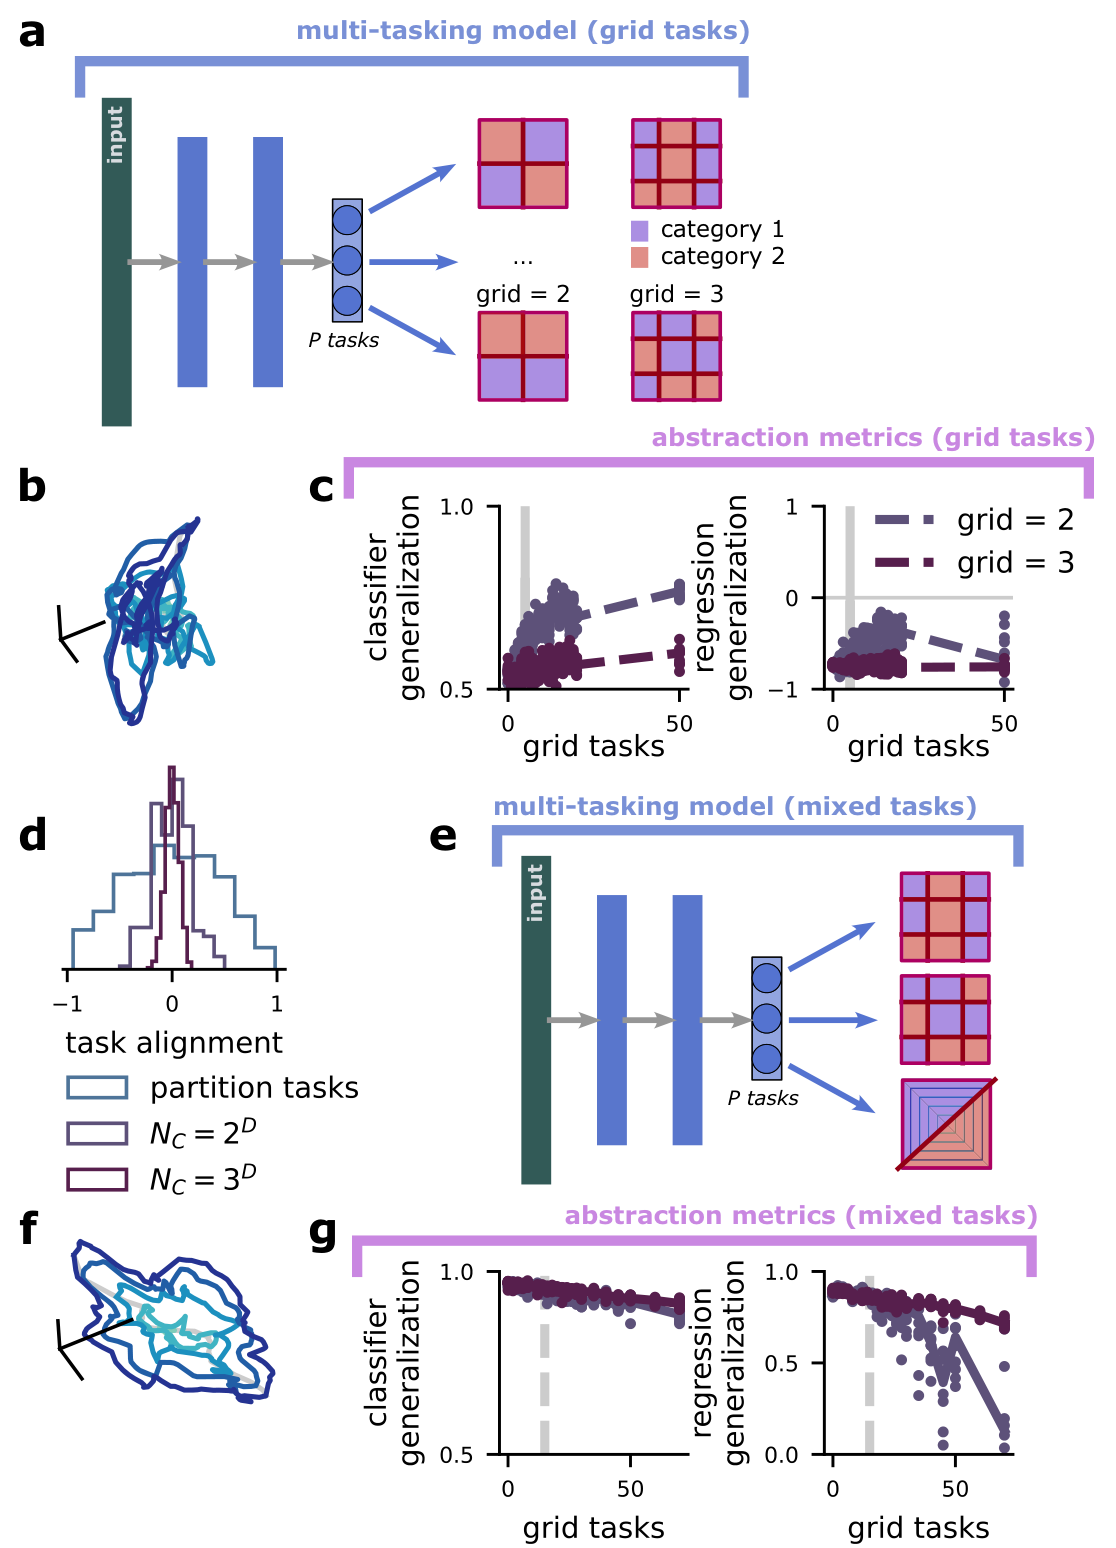 a
multi-tasking model (grid tasks)
input
P tasks
...
category 1
category 2
grid = 2
grid = 3
abstraction metrics (grid tasks)
b
c
classifier
generalization
1.0
0.5
0
50
grid tasks
regression
generalization
1
0
−1
0
50
grid tasks
grid = 2
grid = 3
d
−1
0
1
task alignment
partition tasks
N_C = 2^D
N_C = 3^D
multi-tasking model (mixed tasks)
e
input
P tasks
f
abstraction metrics (mixed tasks)
g
classifier
generalization
1.0
0.5
0
50
grid tasks
regression
generalization
1.0
0.5
0.0
0
50
grid tasks